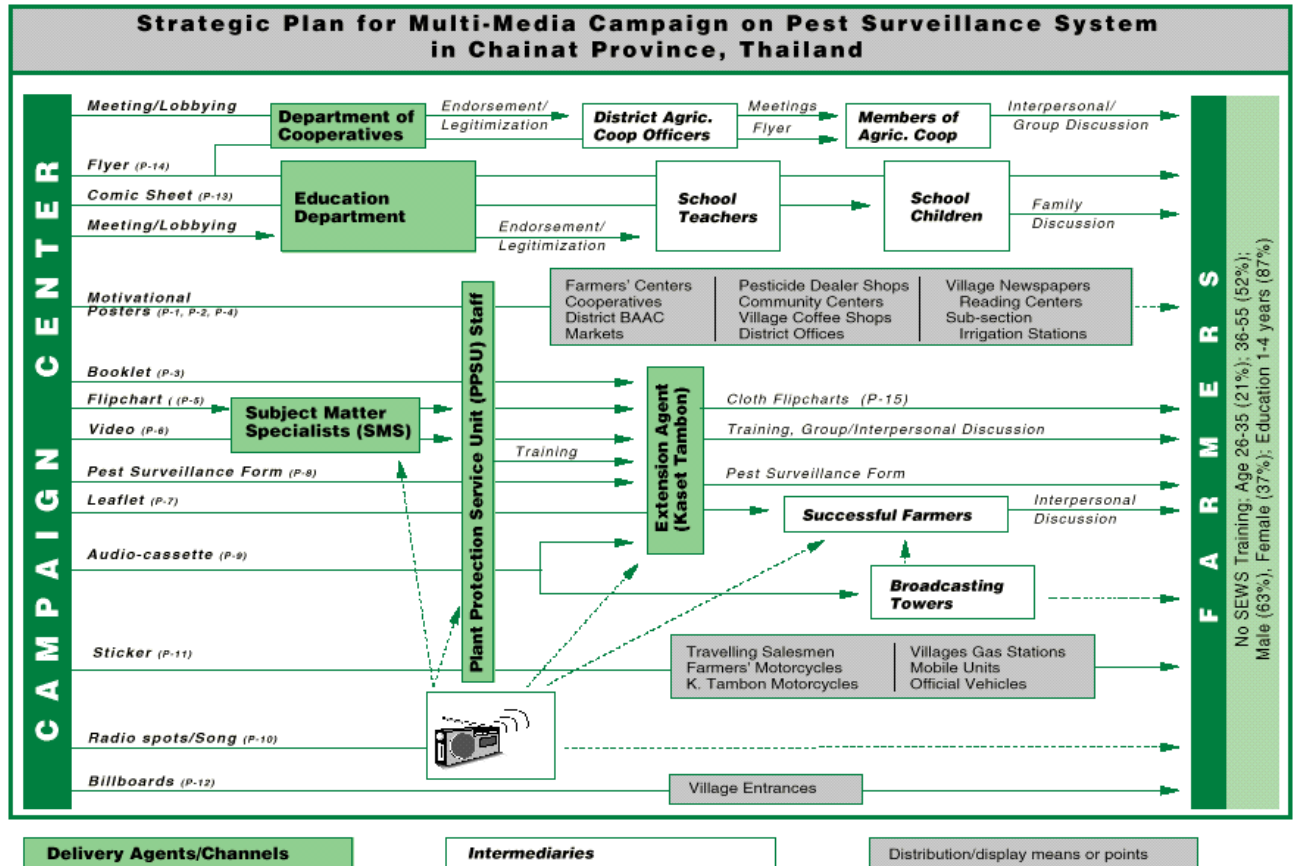 Strategic Plan for Multi-Media Campaign on Pest Surveillance System
in Chainat Province, Thailand
CAMPAIGN CENTER
Meeting/Lobbying
Department of
Cooperatives
Endorsement/
Legitimization
District Agric.
Coop Officers
Meetings
Flyer
Members of
Agric. Coop
Interpersonal/
Group Discussion
Flyer (P-14)
Comic Sheet (P-13)
Meeting/Lobbying
Education
Department
Endorsement/
Legitimization
School
Teachers
School
Children
Family
Discussion
Motivational
Posters (P-1, P-2, P-4)
Plant Protection Service Unit (PPSU) Staff
Farmers' Centers
Cooperatives
District BAAC
Markets
Pesticide Dealer Shops
Community Centers
Village Coffee Shops
District Offices
Village Newspapers
Reading Centers
Sub-section
Irrigation Stations
Booklet (P-3)
Flipchart ( (P-5)
Video (P-6)
Subject Matter
Specialists (SMS)
Training
Extension Agent
(Kaset Tambon)
Cloth Flipcharts (P-15)
Training, Group/Interpersonal Discussion
Pest Surveillance Form (P-8)
Pest Surveillance Form
Leaflet (P-7)
Successful Farmers
Interpersonal
Discussion
Audio-cassette (P-9)
Broadcasting
Towers
Sticker (P-11)
Travelling Salesmen
Farmers' Motorcycles
K. Tambon Motorcycles
Villages Gas Stations
Mobile Units
Official Vehicles
Radio spots/Song (P-10)
Billboards (P-12)
Village Entrances
FARMERS
No SEWS Training; Age 26-35 (21%); 36-55 (52%);
Male (63%), Female (37%); Education 1-4 years (87%)
Delivery Agents/Channels
Intermediaries
Distribution/display means or points